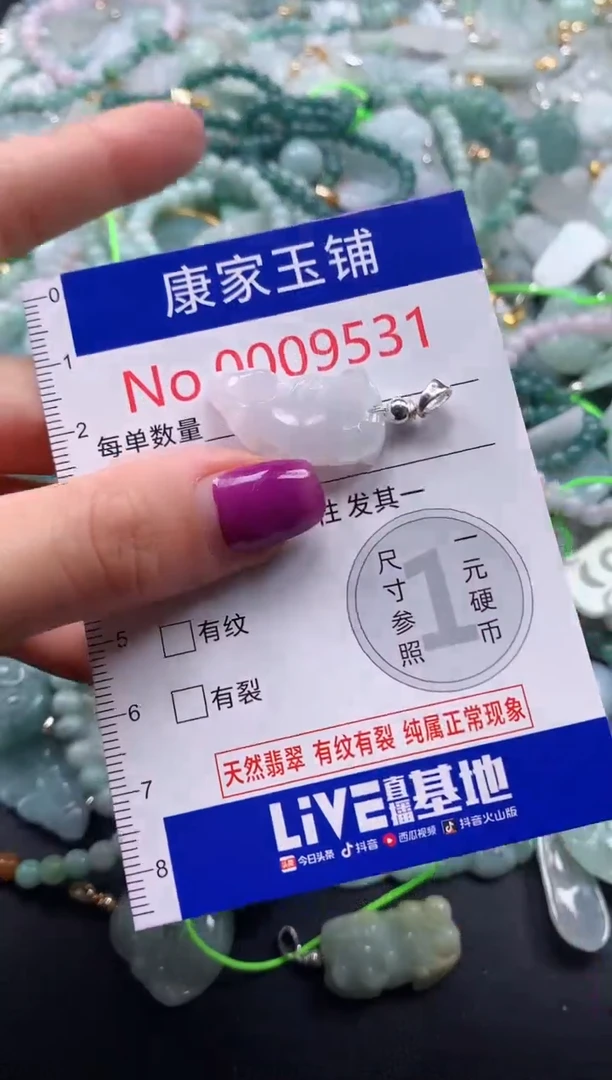 康家玉铺
No 0009531
每单数量
发其一
尺寸参照
1
一元硬币
有纹
有裂
天然翡翠 有纹有裂 纯属正常现象
LiVE直播基地
头条 今日头条 抖音 西瓜视频 抖音火山版
0
1
2
5
6
7
8